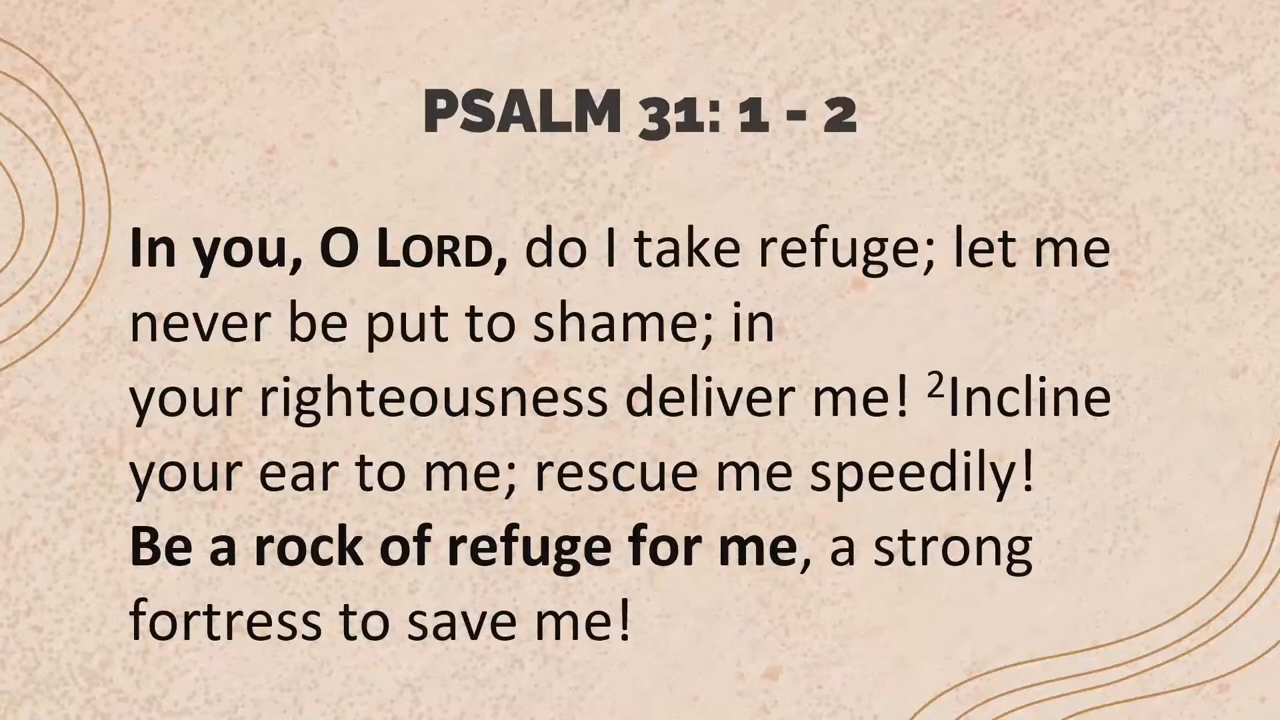 PSALM 31: 1 - 2
In you, O LORD, do I take refuge; let me
never be put to shame; in
your righteousness deliver me! ²Incline
your ear to me; rescue me speedily!
Be a rock of refuge for me, a strong
fortress to save me!